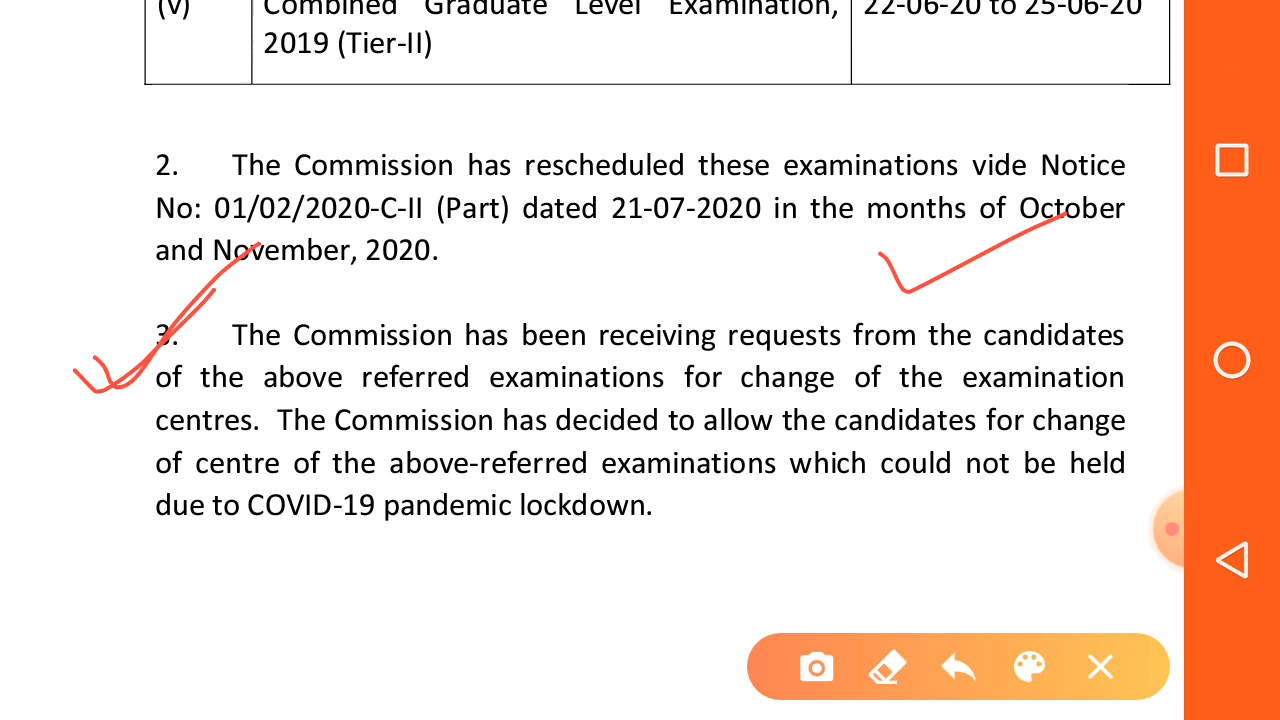 (v) Combined Graduate Level Examination, 22-06-20 to 25-06-20
2019 (Tier-II)
2. The Commission has rescheduled these examinations vide Notice
No: 01/02/2020-C-II (Part) dated 21-07-2020 in the months of October
and November, 2020.
3. The Commission has been receiving requests from the candidates
of the above referred examinations for change of the examination
centres. The Commission has decided to allow the candidates for change
of centre of the above-referred examinations which could not be held
due to COVID-19 pandemic lockdown.